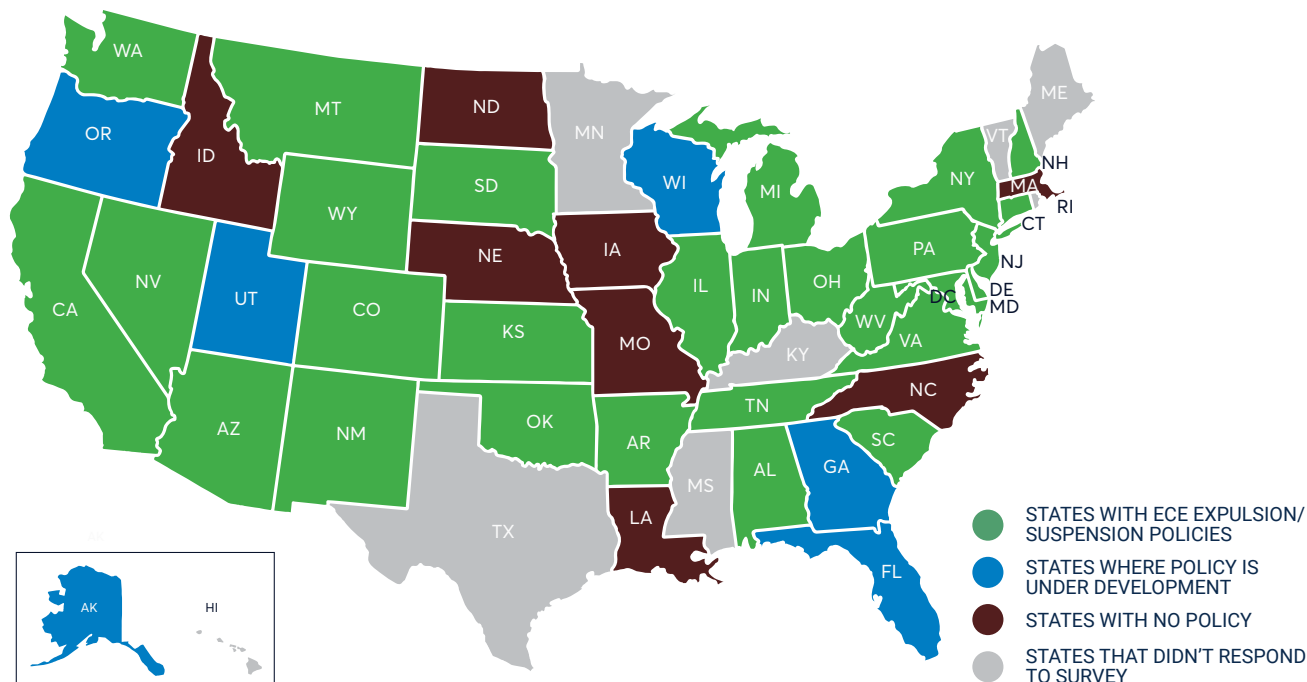 WA
ME
MT
ND
MN
OR
VT
ID
NH
SD
WI
NY
MI
MA
RI
WY
CT
IA
PA
NE
NJ
NV
OH
IL
IN
DE
UT
DC
MD
CA
CO
WV
KS
VA
MO
KY
NC
TN
OK
AZ
NM
AR
SC
GA
AL
MS
LA
TX
FL
AK
HI
STATES WITH ECE EXPULSION/
SUSPENSION POLICIES
STATES WHERE POLICY IS
UNDER DEVELOPMENT
STATES WITH NO POLICY
STATES THAT DIDN'T RESPOND
TO SURVEY